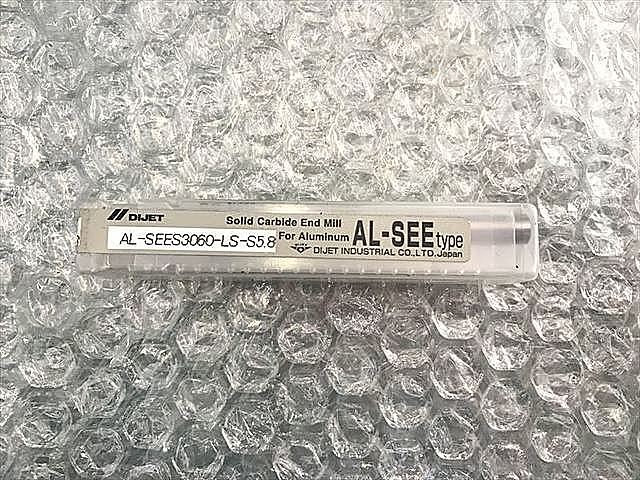 DIJET
Solid Carbide End Mill
For Aluminum
AL-SEE type
AL-SEES3060-LS-S5.8
DIJET INDUSTRIAL CO.,LTD. Japan